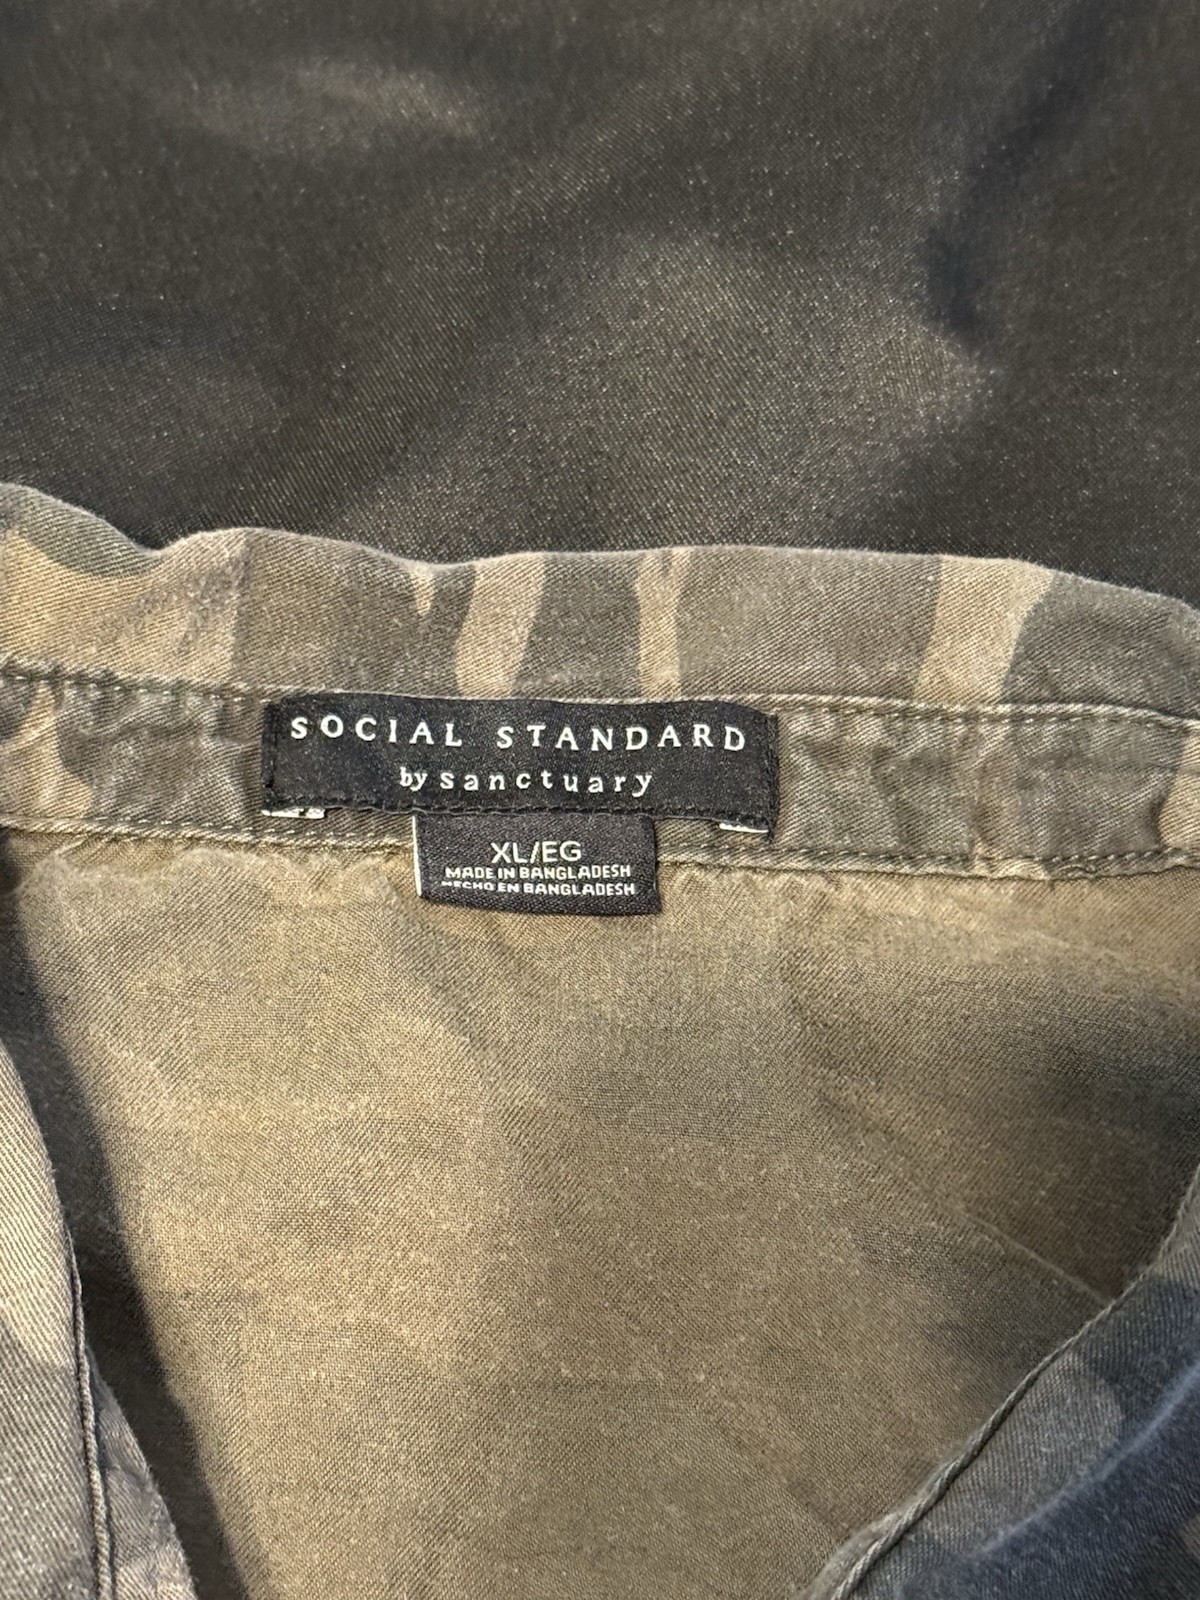 SOCIAL STANDARD
by sanctuary
XL/EG
MADE IN BANGLADESH
HECHO EN BANGLADESH